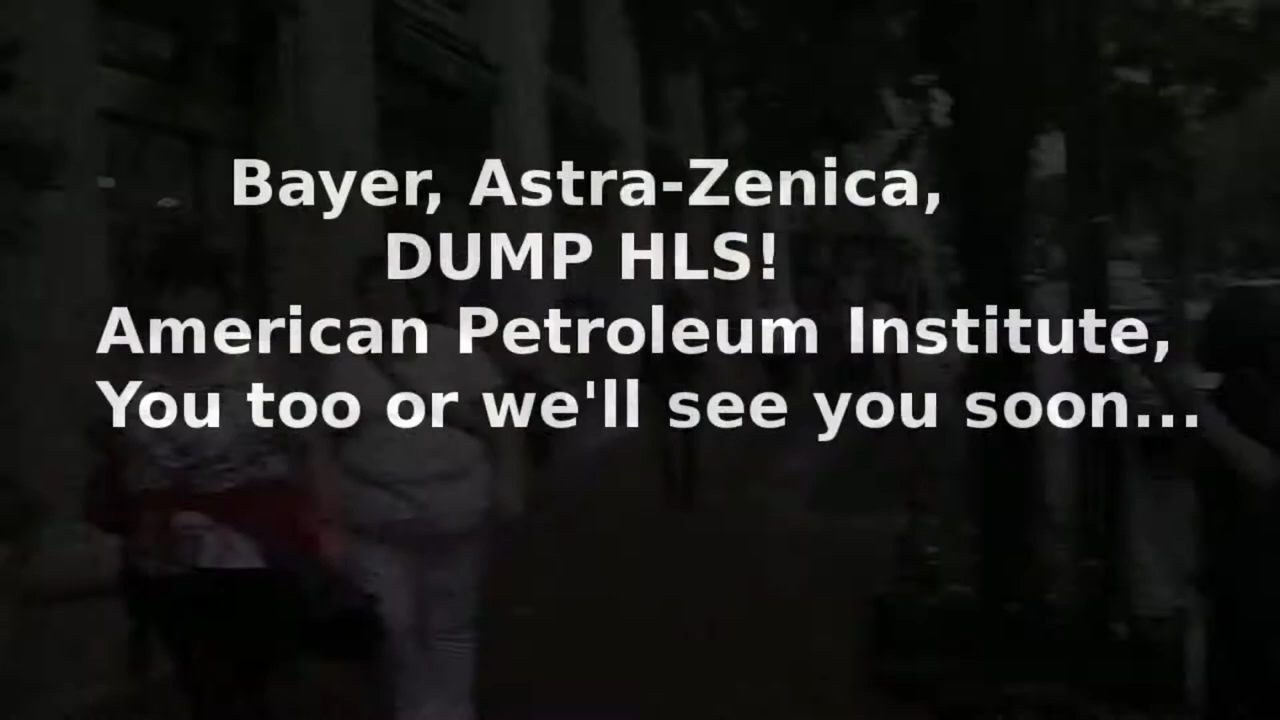 Bayer, Astra-Zenica,
DUMP HLS!
American Petroleum Institute,
You too or we'll see you soon...